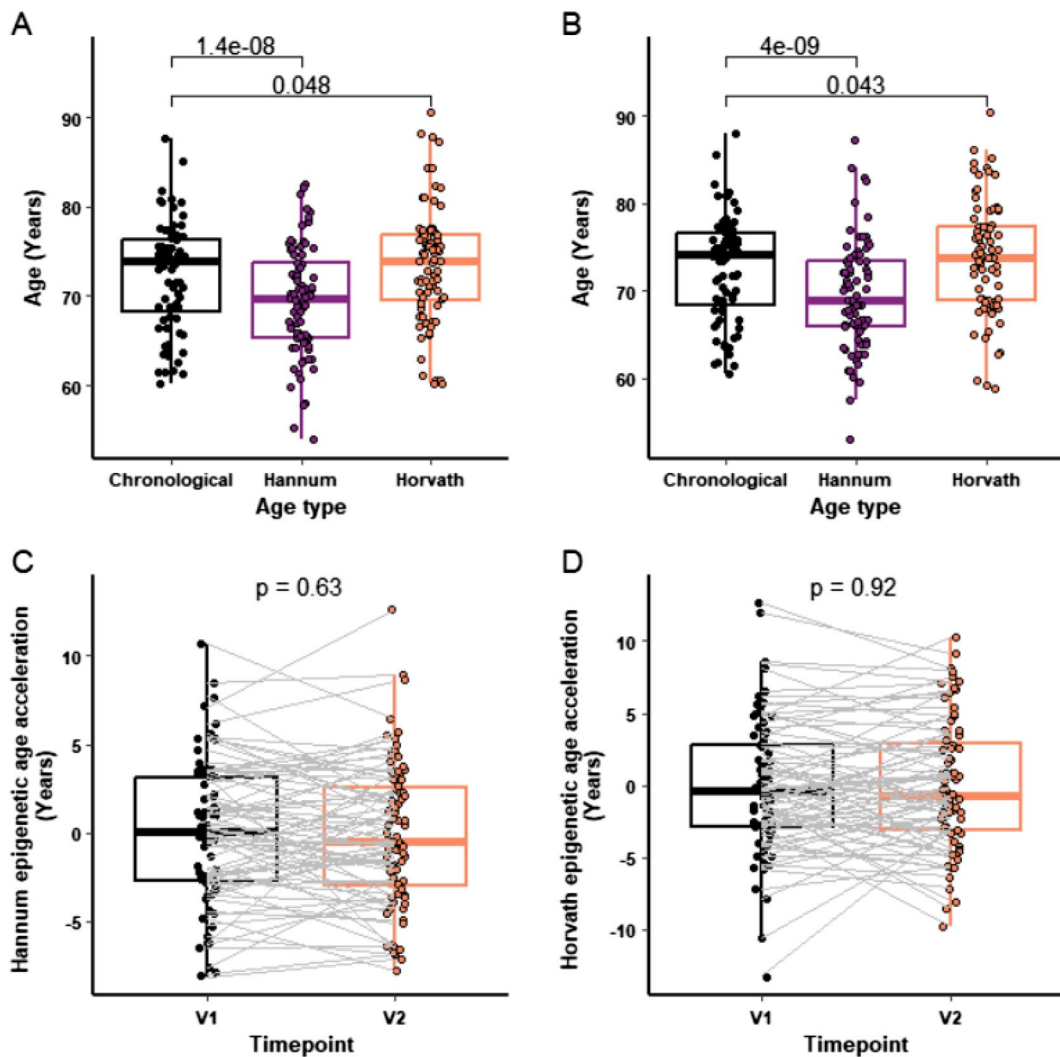 A
1.4e-08
0.048
90
80
70
60
Age (Years)
Chronological Hannum Horvath
Age type
B
4e-09
0.043
90
80
70
60
Age (Years)
Chronological Hannum Horvath
Age type
C
p = 0.63
10
5
0
-5
Hannum epigenetic age acceleration
(Years)
V1 V2
Timepoint
D
p = 0.92
10
5
0
-5
-10
Horvath epigenetic age acceleration
(Years)
V1 V2
Timepoint